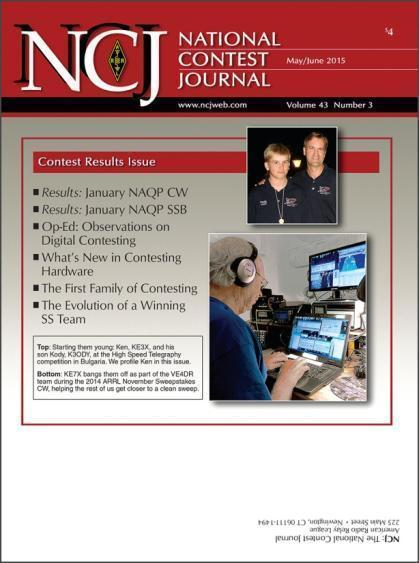 NCJ
NATIONAL
CONTEST
JOURNAL
$4
May/June 2015
www.ncjweb.com
Volume 43 Number 3
Contest Results Issue
■ Results: January NAQP CW
■ Results: January NAQP SSB
■ Op-Ed: Observations on
Digital Contesting
■ What's New in Contesting
Hardware
■ The First Family of Contesting
■ The Evolution of a Winning
SS Team
Top: Starting them young: Ken, KE3X, and his
son Kody, K3ODY, at the High Speed Telegraphy
competition in Bulgaria. We profile Ken in this issue.
Bottom: KE7X bangs them off as part of the VE4DR
team during the 2014 ARRL November Sweepstakes
CW, helping the rest of us get closer to a clean sweep.
NCJ: The National Contest Journal
American Radio Relay League
225 Main Street • Newington, CT 06111-1494